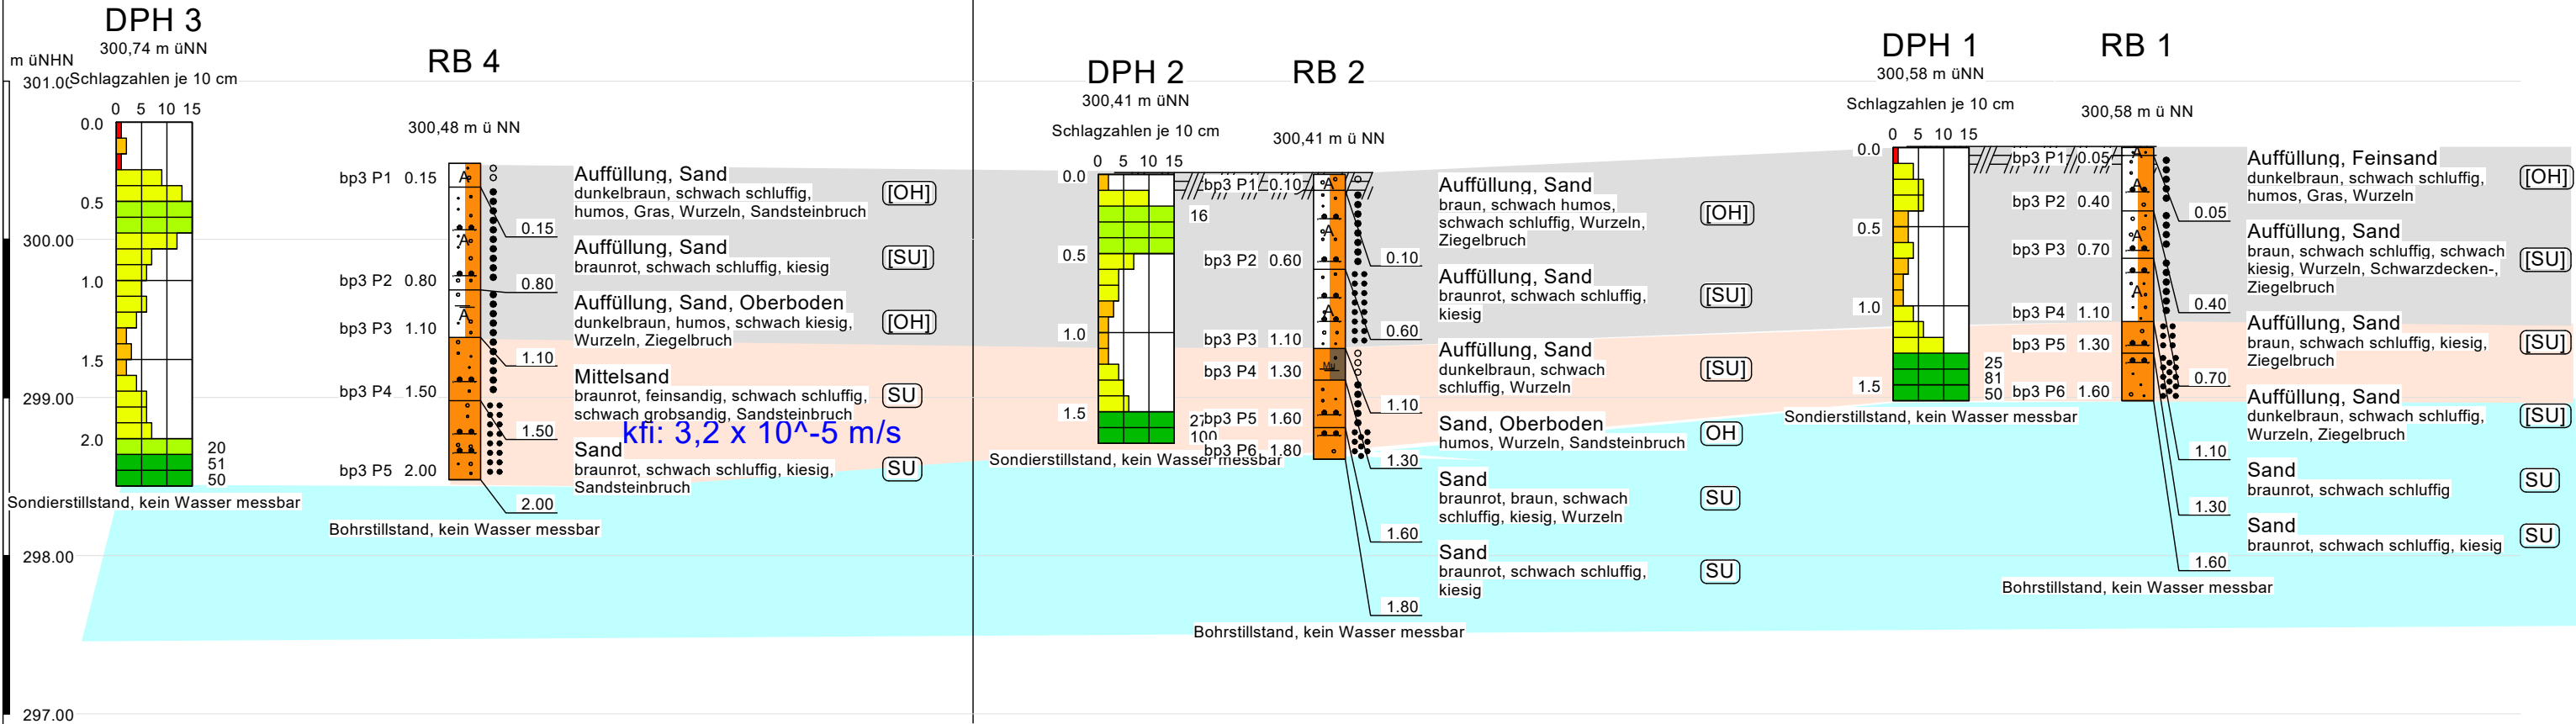 DPH 3
300,74 m üNN
m üNHN
301.00
Schlagzahlen je 10 cm
0 5 10 15
0.0
0.5
300.00
1.0
1.5
299.00
2.0
20
51
50
Sondierstillstand, kein Wasser messbar
298.00
297.00
RB 4
300,48 m ü NN
bp3 P1 0.15
bp3 P2 0.80
bp3 P3 1.10
bp3 P4 1.50
bp3 P5 2.00
A
A
A
0.15
0.80
1.10
1.50
2.00
Auffüllung, Sand
dunkelbraun, schwach schluffig,
humos, Gras, Wurzeln, Sandsteinbruch
[OH]
Auffüllung, Sand
braunrot, schwach schluffig, kiesig
[SU]
Auffüllung, Sand, Oberboden
dunkelbraun, humos, schwach kiesig,
Wurzeln, Ziegelbruch
[OH]
Mittelsand
braunrot, feinsandig, schwach schluffig,
schwach grobsandig, Sandsteinbruch
SU
kfi: 3,2 x 10^-5 m/s
Sand
braunrot, schwach schluffig, kiesig,
Sandsteinbruch
SU
Bohrstillstand, kein Wasser messbar
DPH 2
300,41 m üNN
Schlagzahlen je 10 cm
0 5 10 15
0.0
0.5
1.0
1.5
16
27
100
Sondierstillstand, kein Wasser messbar
RB 2
300,41 m ü NN
bp3 P1 0.10
bp3 P2 0.60
bp3 P3 1.10
bp3 P4 1.30
bp3 P5 1.60
bp3 P6 1.80
A
A
A
Mu
0.10
0.60
1.10
1.30
1.60
1.80
Auffüllung, Sand
braun, schwach humos,
schwach schluffig, Wurzeln,
Ziegelbruch
[OH]
Auffüllung, Sand
braunrot, schwach schluffig,
kiesig
[SU]
Auffüllung, Sand
dunkelbraun, schwach
schluffig, Wurzeln
[SU]
Sand, Oberboden
humos, Wurzeln, Sandsteinbruch
OH
Sand
braunrot, braun, schwach
schluffig, kiesig, Wurzeln
SU
Sand
braunrot, schwach schluffig,
kiesig
SU
Bohrstillstand, kein Wasser messbar
DPH 1
300,58 m üNN
Schlagzahlen je 10 cm
0 5 10 15
0.0
0.5
1.0
1.5
25
81
50
Sondierstillstand, kein Wasser messbar
RB 1
300,58 m ü NN
bp3 P1 0.05
bp3 P2 0.40
bp3 P3 0.70
bp3 P4 1.10
bp3 P5 1.30
bp3 P6 1.60
A
A
A
A
0.05
0.40
0.70
1.10
1.30
1.60
Auffüllung, Feinsand
dunkelbraun, schwach schluffig,
humos, Gras, Wurzeln
[OH]
Auffüllung, Sand
braun, schwach schluffig, schwach
kiesig, Wurzeln, Schwarzdecken-,
Ziegelbruch
[SU]
Auffüllung, Sand
braun, schwach schluffig, kiesig,
Ziegelbruch
[SU]
Auffüllung, Sand
dunkelbraun, schwach schluffig,
Wurzeln, Ziegelbruch
[SU]
Sand
braunrot, schwach schluffig
SU
Sand
braunrot, schwach schluffig, kiesig
SU
Bohrstillstand, kein Wasser messbar